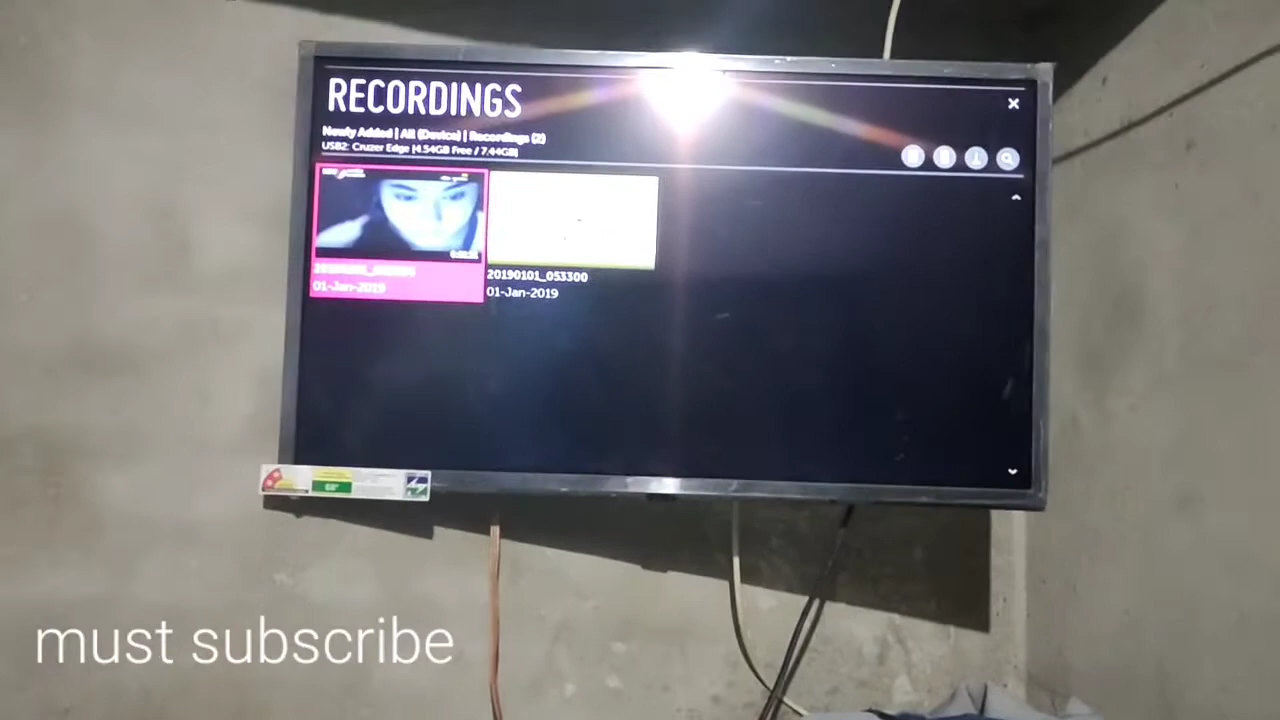 RECORDINGS
Newly Added | All (Device) | Recordings (2)
USB2: Cruzer Edge (4.54GB Free / 7.44GB)
20190101_053300
01-Jan-2019
01-Jan-2019
must subscribe